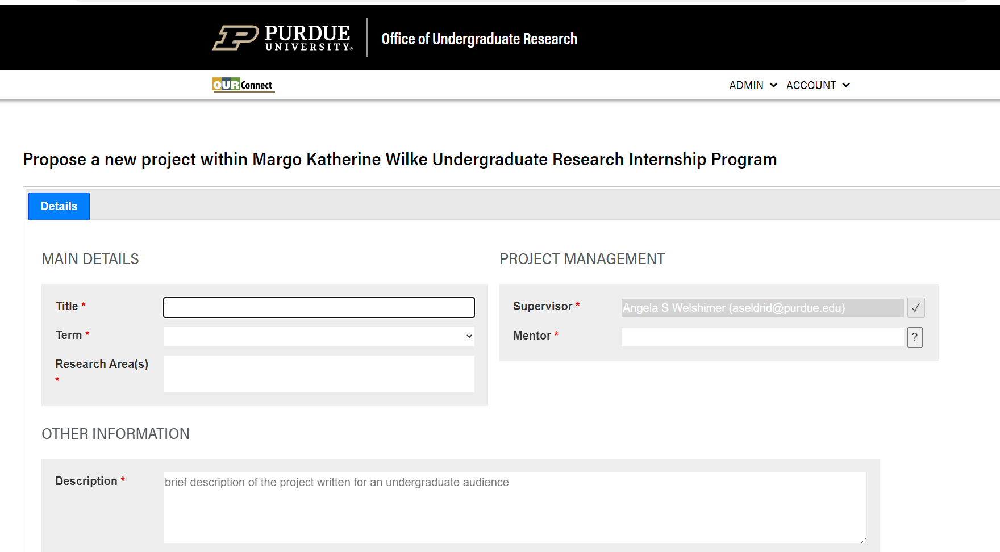 PURDUE
UNIVERSITY®
Office of Undergraduate Research
OURConnect
ADMIN
ACCOUNT
Propose a new project within Margo Katherine Wilke Undergraduate Research Internship Program
Details
MAIN DETAILS
Title *
Term *
Research Area(s)
*
PROJECT MANAGEMENT
Supervisor * Angela S Welshimer (aseldrid@purdue.edu) ✓
Mentor * ?
OTHER INFORMATION
Description * brief description of the project written for an undergraduate audience